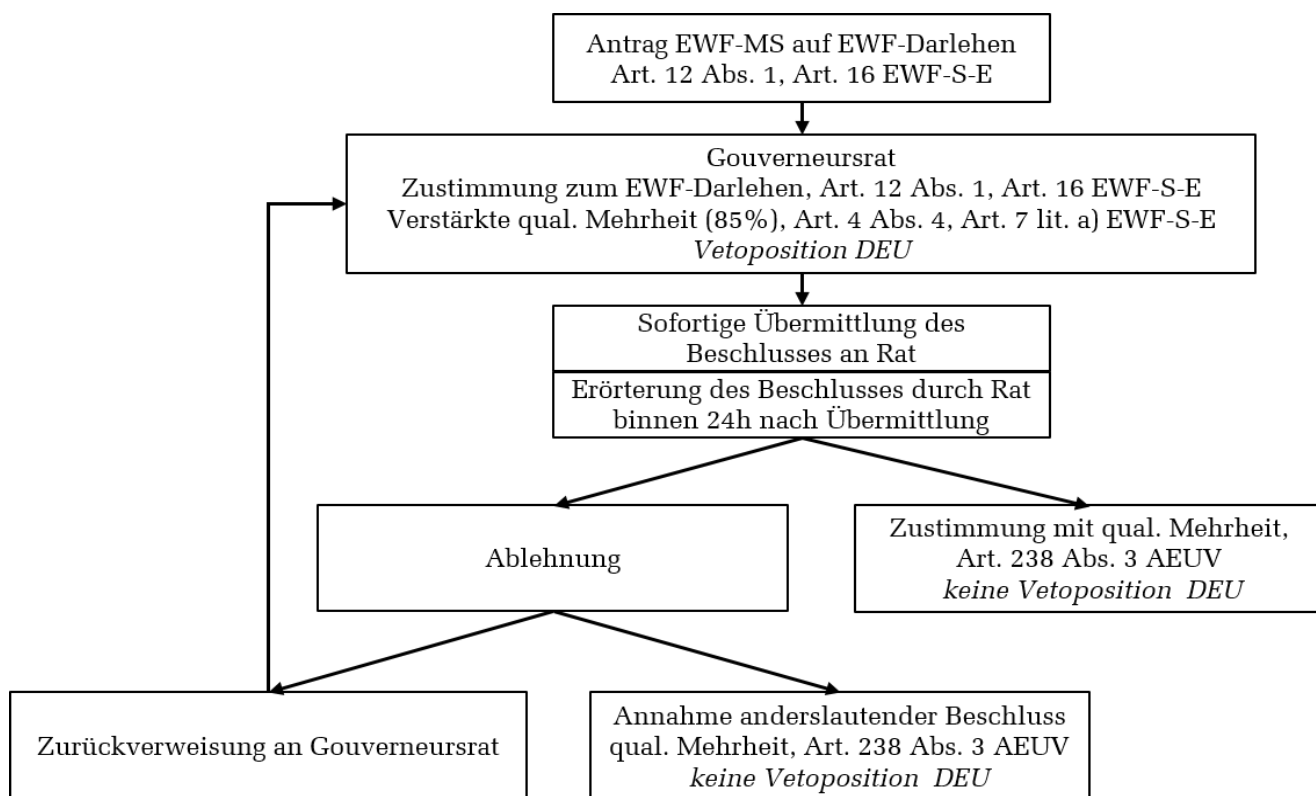 Antrag EWF-MS auf EWF-Darlehen
Art. 12 Abs. 1, Art. 16 EWF-S-E
Gouverneursrat
Zustimmung zum EWF-Darlehen, Art. 12 Abs. 1, Art. 16 EWF-S-E
Verstärkte qual. Mehrheit (85%), Art. 4 Abs. 4, Art. 7 lit. a) EWF-S-E
Vetoposition DEU
Sofortige Übermittlung des
Beschlusses an Rat
Erörterung des Beschlusses durch Rat
binnen 24h nach Übermittlung
Ablehnung
Zustimmung mit qual. Mehrheit,
Art. 238 Abs. 3 AEUV
keine Vetoposition DEU
Zurückverweisung an Gouverneursrat
Annahme anderslautender Beschluss
qual. Mehrheit, Art. 238 Abs. 3 AEUV
keine Vetoposition DEU